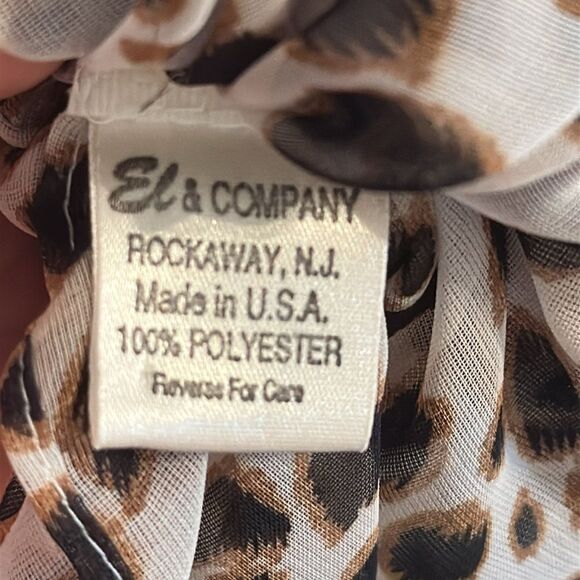 El & COMPANY
ROCKAWAY, N.J.
Made in U.S.A.
100% POLYESTER
Reverse For Care